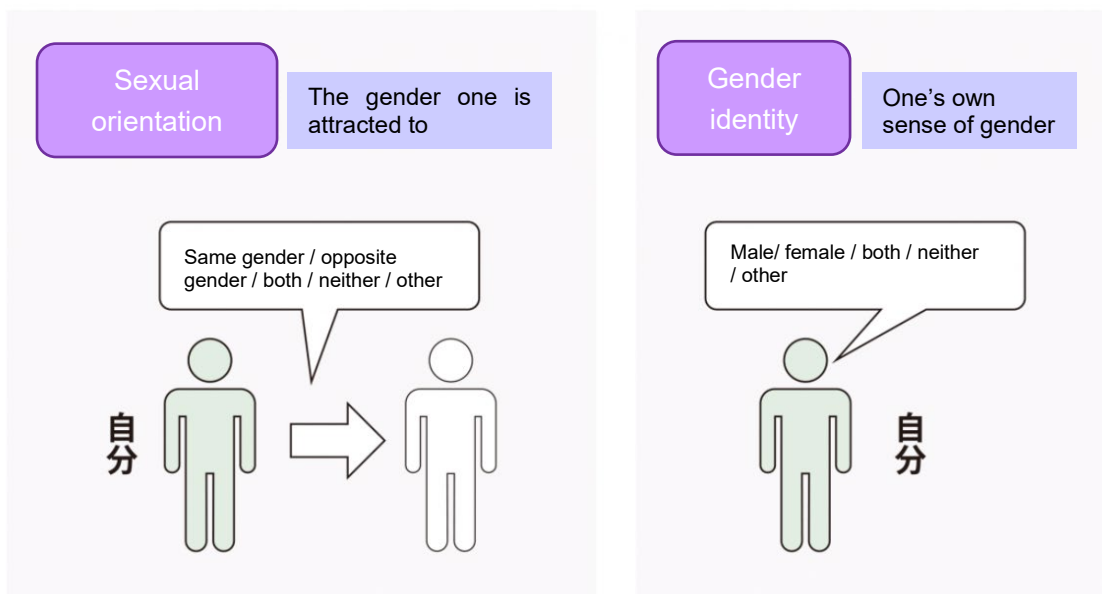 Sexual
orientation
The gender one is
attracted to
Same gender / opposite
gender / both / neither / other
自分
Gender
identity
One’s own
sense of gender
Male/ female / both / neither
/ other
自分